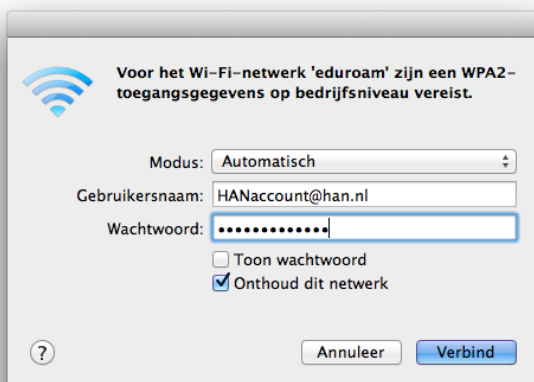 Voor het Wi-Fi-netwerk 'eduroam' zijn een WPA2-
toegangsgegevens op bedrijfsniveau vereist.
Modus: Automatisch
Gebruikersnaam: HANaccount@han.nl
Wachtwoord: •••••••••••••
Toon wachtwoord
Onthoud dit netwerk
? Annuleer Verbind